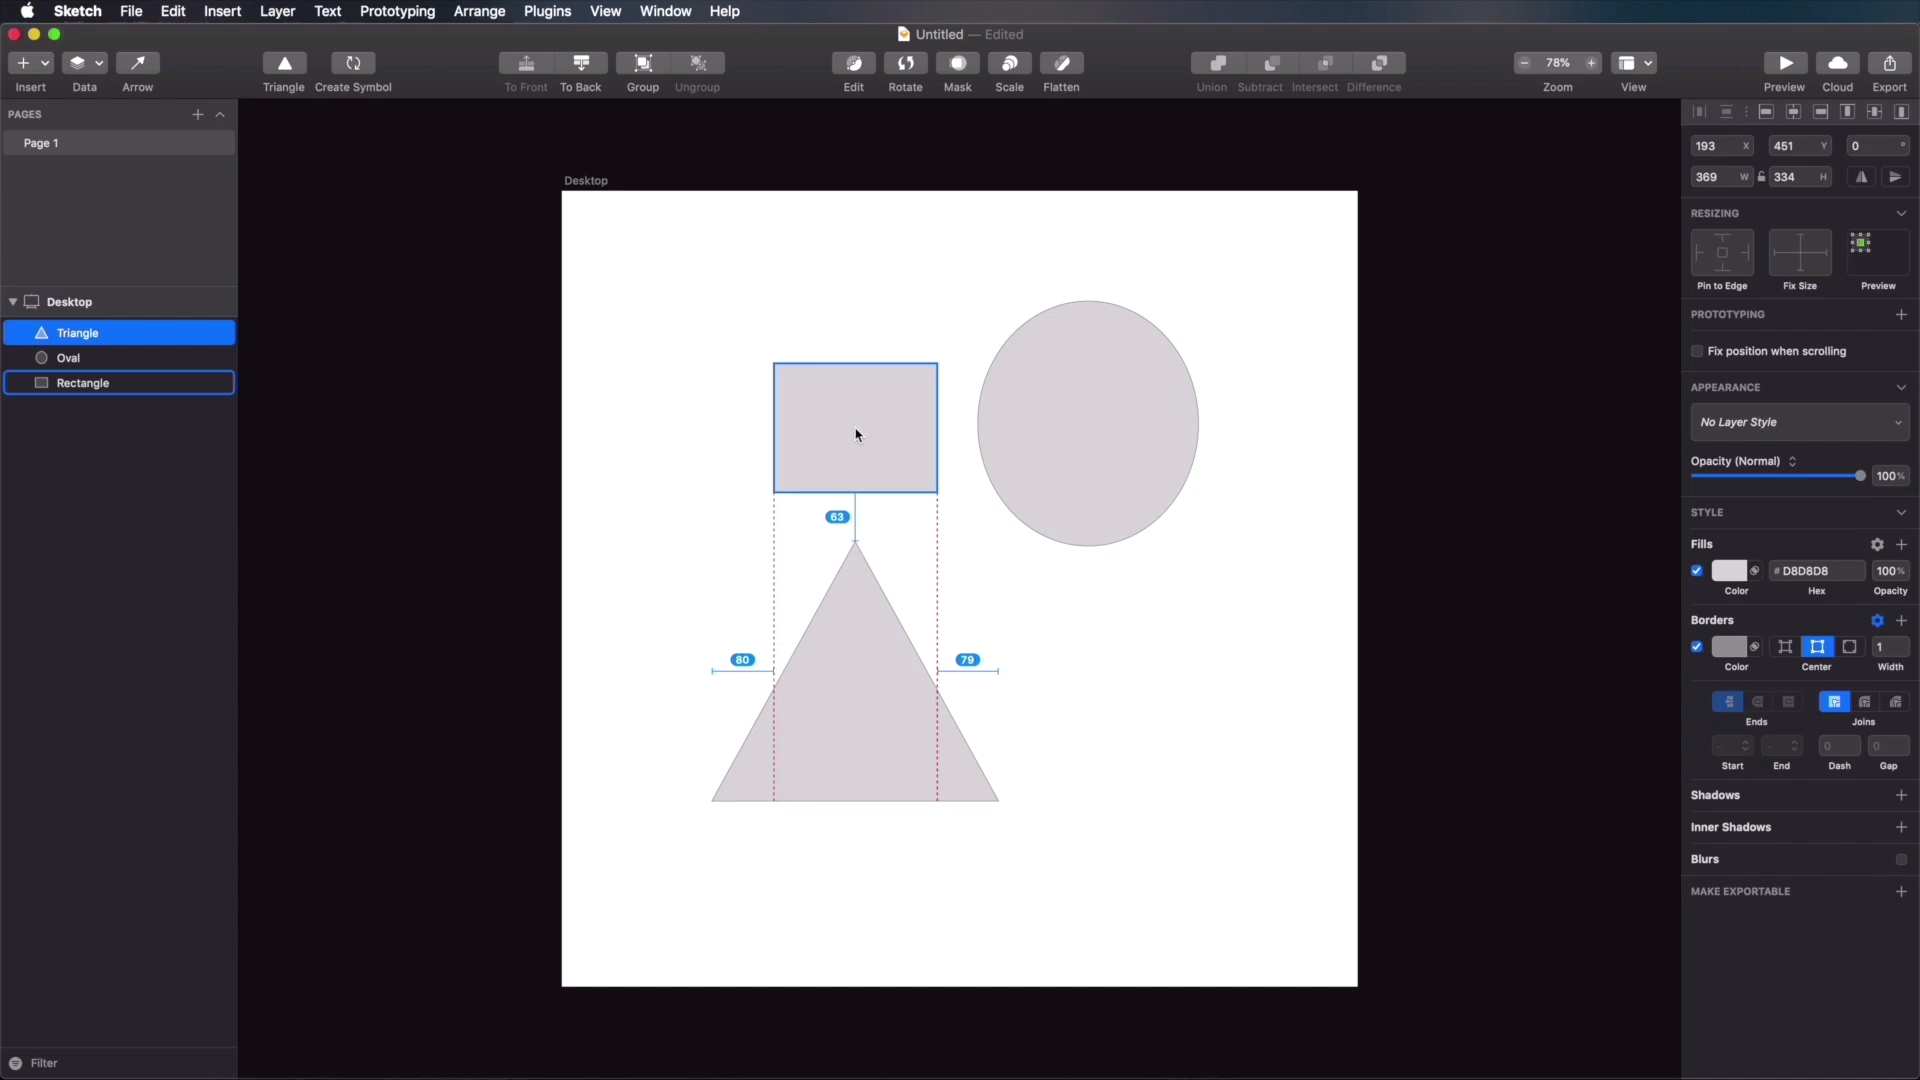 Sketch File Edit Insert Layer Text Prototyping Arrange Plugins View Window Help
Untitled — Edited
78%
Insert Data Arrow Triangle Create Symbol To Front To Back Group Ungroup Edit Rotate Mask Scale Flatten Union Subtract Intersect Difference Zoom View Preview Cloud Export
PAGES
Page 1
Desktop
Triangle
Oval
Rectangle
Filter
Desktop
63
80
79
193 X 451 Y 0 °
369 W 334 H
RESIZING
Pin to Edge Fix Size Preview
PROTOTYPING
Fix position when scrolling
APPEARANCE
No Layer Style
Opacity (Normal)
100%
STYLE
Fills
# D8D8D8 100%
Color Hex Opacity
Borders
1
Color Center Width
Ends Joins
- - 0 0
Start End Dash Gap
Shadows
Inner Shadows
Blurs
MAKE EXPORTABLE